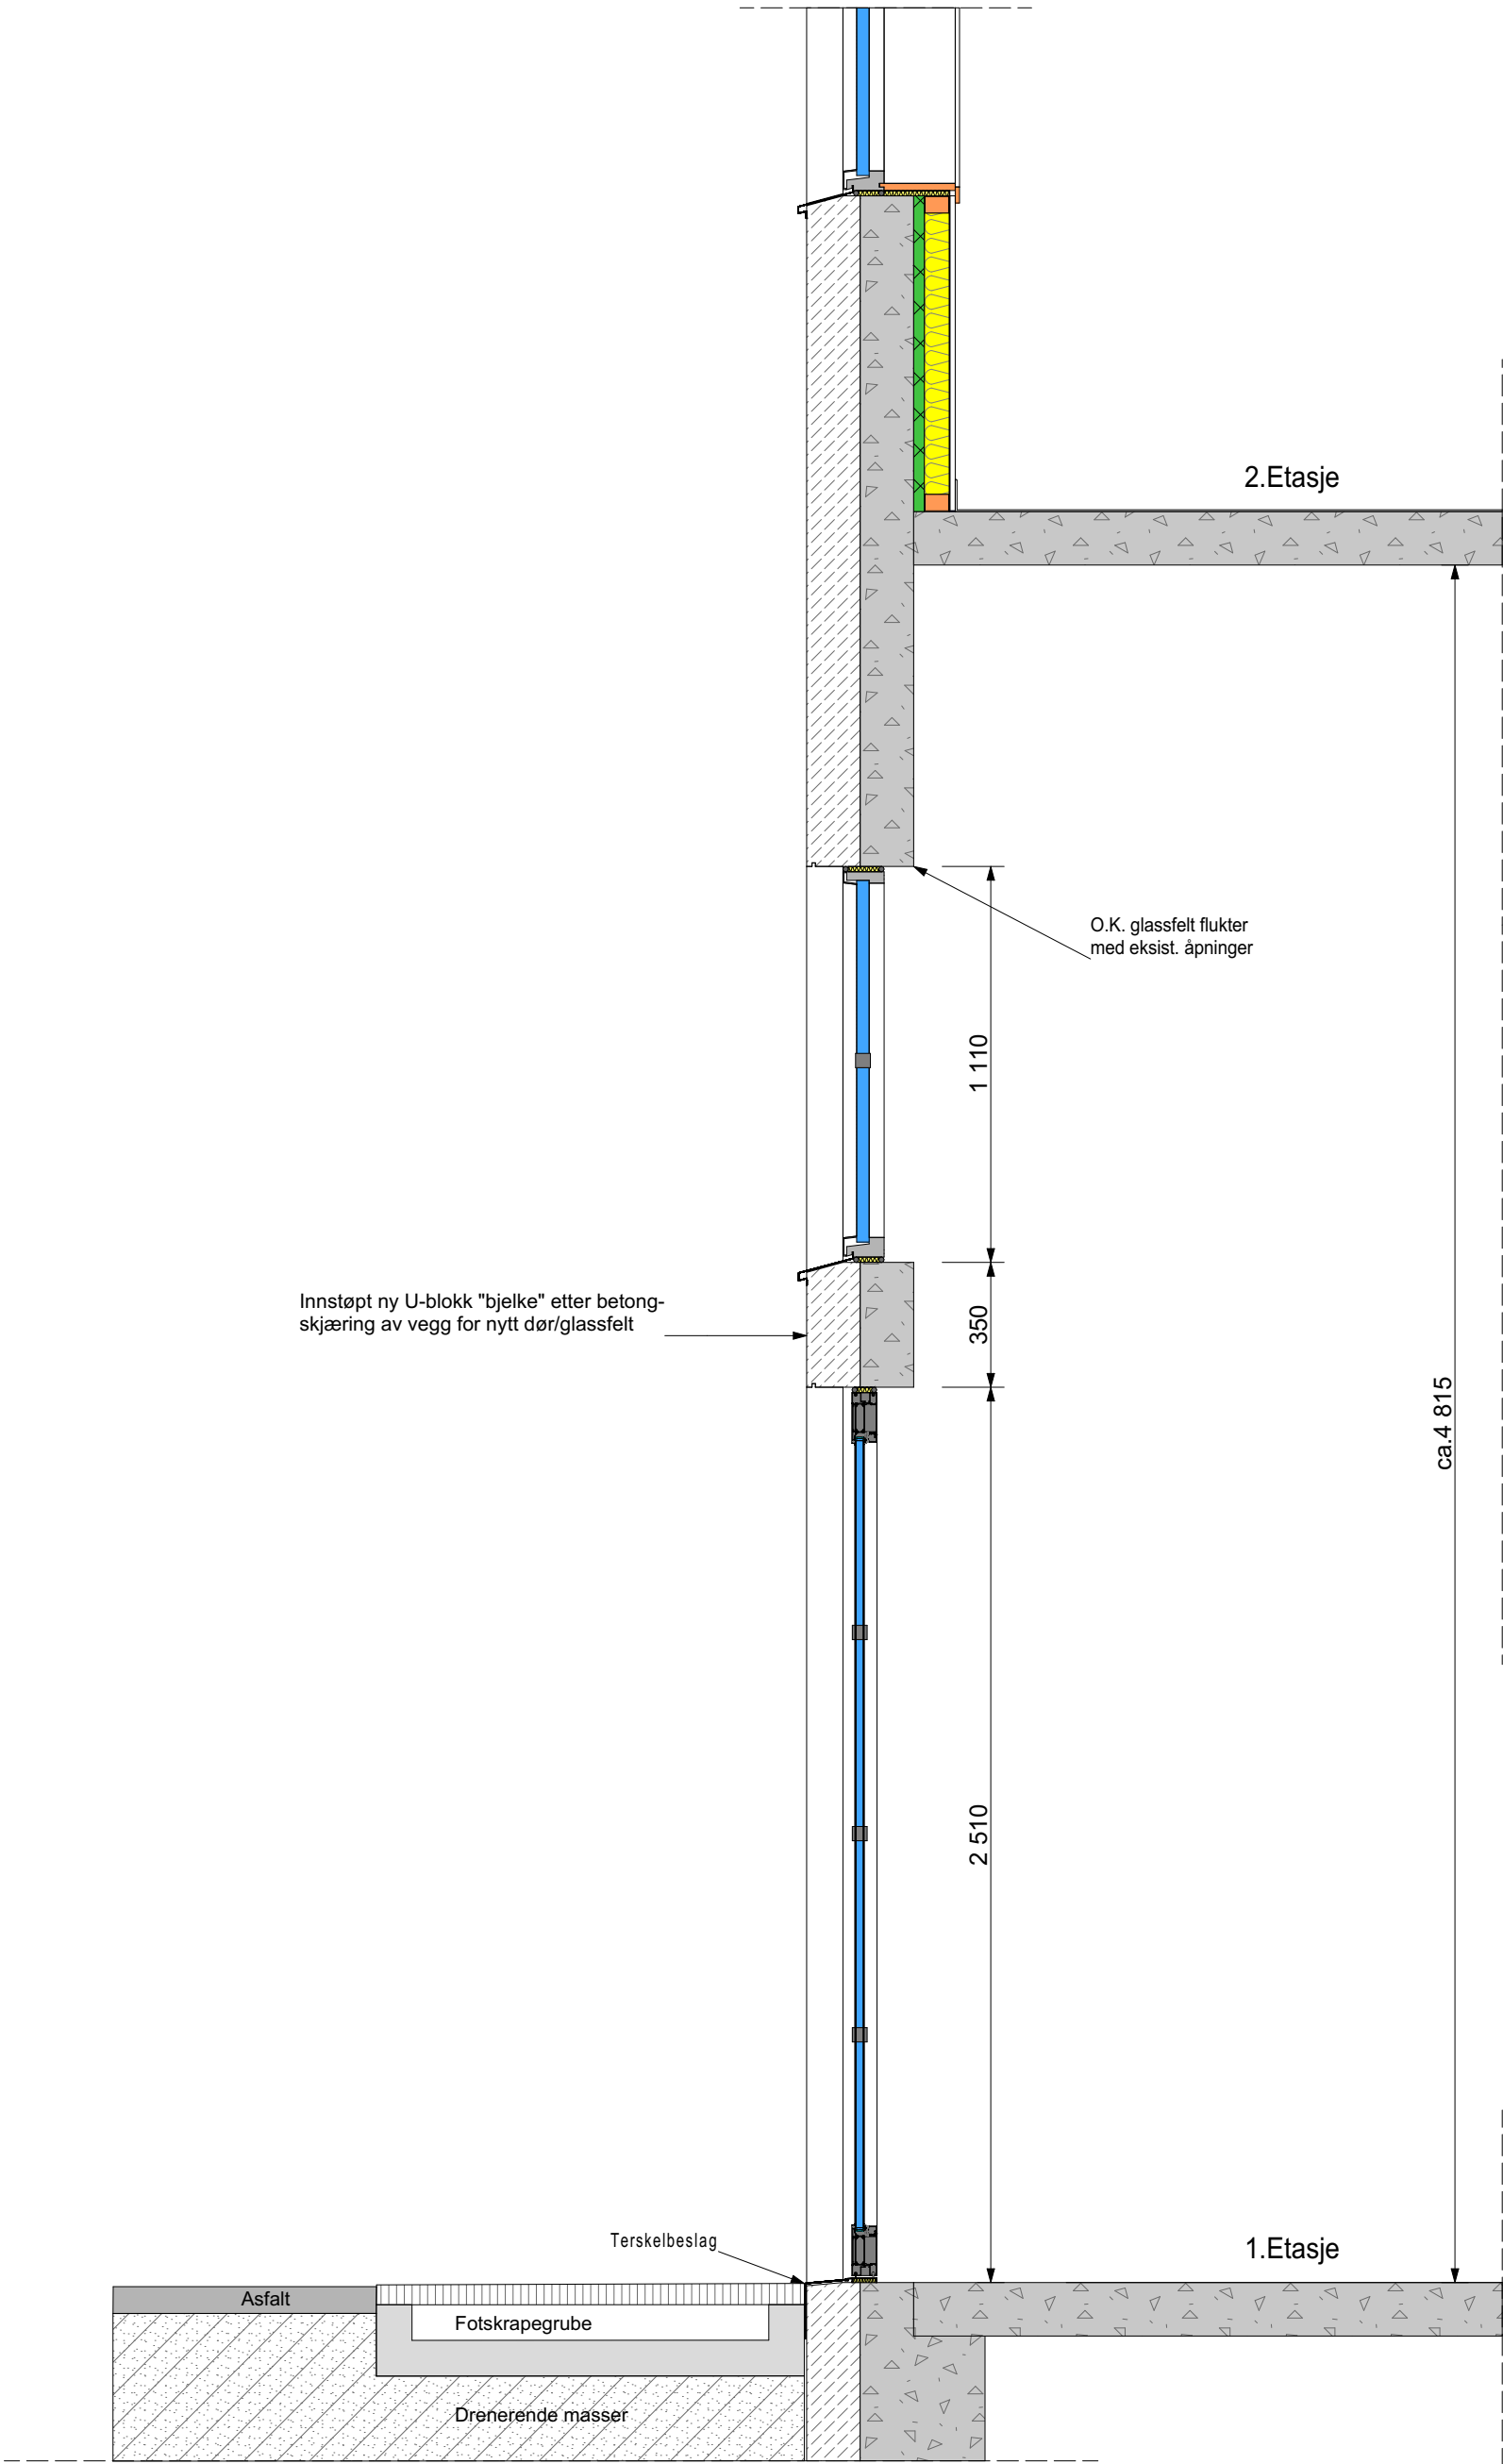 2.Etasje
O.K. glassfelt flukter
med eksist. åpninger
1 110
Innstøpt ny U-blokk "bjelke" etter betong-
skjæring av vegg for nytt dør/glassfelt
350
ca.4 815
2 510
Terskelbeslag
1.Etasje
Asfalt
Fotskrapegrube
Drenerende masser